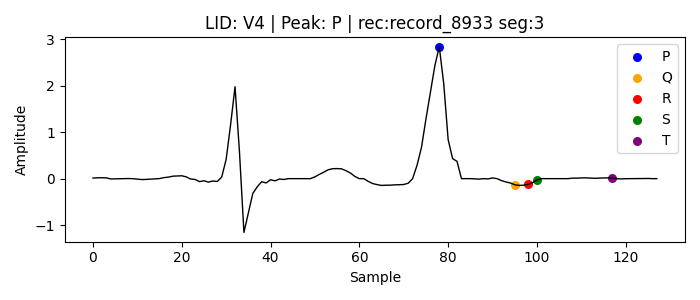 LID: V4 | Peak: P | rec:record_8933 seg:3
3
2
1
0
−1
Amplitude
0 20 40 60 80 100 120
Sample
P
Q
R
S
T